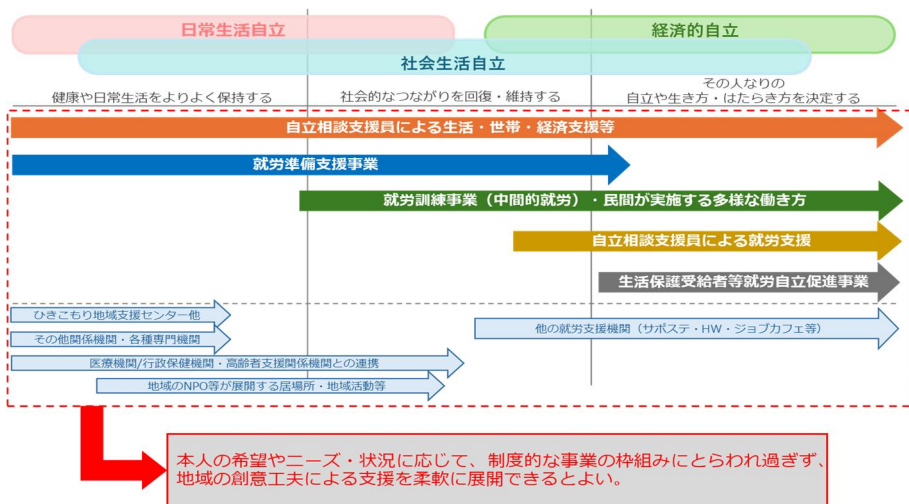 日常生活自立
経済的自立
社会生活自立
健康や日常生活をよりよく保持する
社会的なつながりを回復・維持する
その人なりの
自立や生き方・はたらき方を決定する
自立相談支援員による生活・世帯・経済支援等
就労準備支援事業
就労訓練事業（中間的就労）・民間が実施する多様な働き方
自立相談支援員による就労支援
生活保護受給者等就労自立促進事業
ひきこもり地域支援センター他
その他関係機関・各種専門機関
他の就労支援機関（サポステ・HW・ジョブカフェ等）
医療機関/行政保健機関・高齢者支援関係機関との連携
地域のNPO等が展開する居場所・地域活動等
本人の希望やニーズ・状況に応じて、制度的な事業の枠組みにとらわれ過ぎず、
地域の創意工夫による支援を柔軟に展開できるとよい。